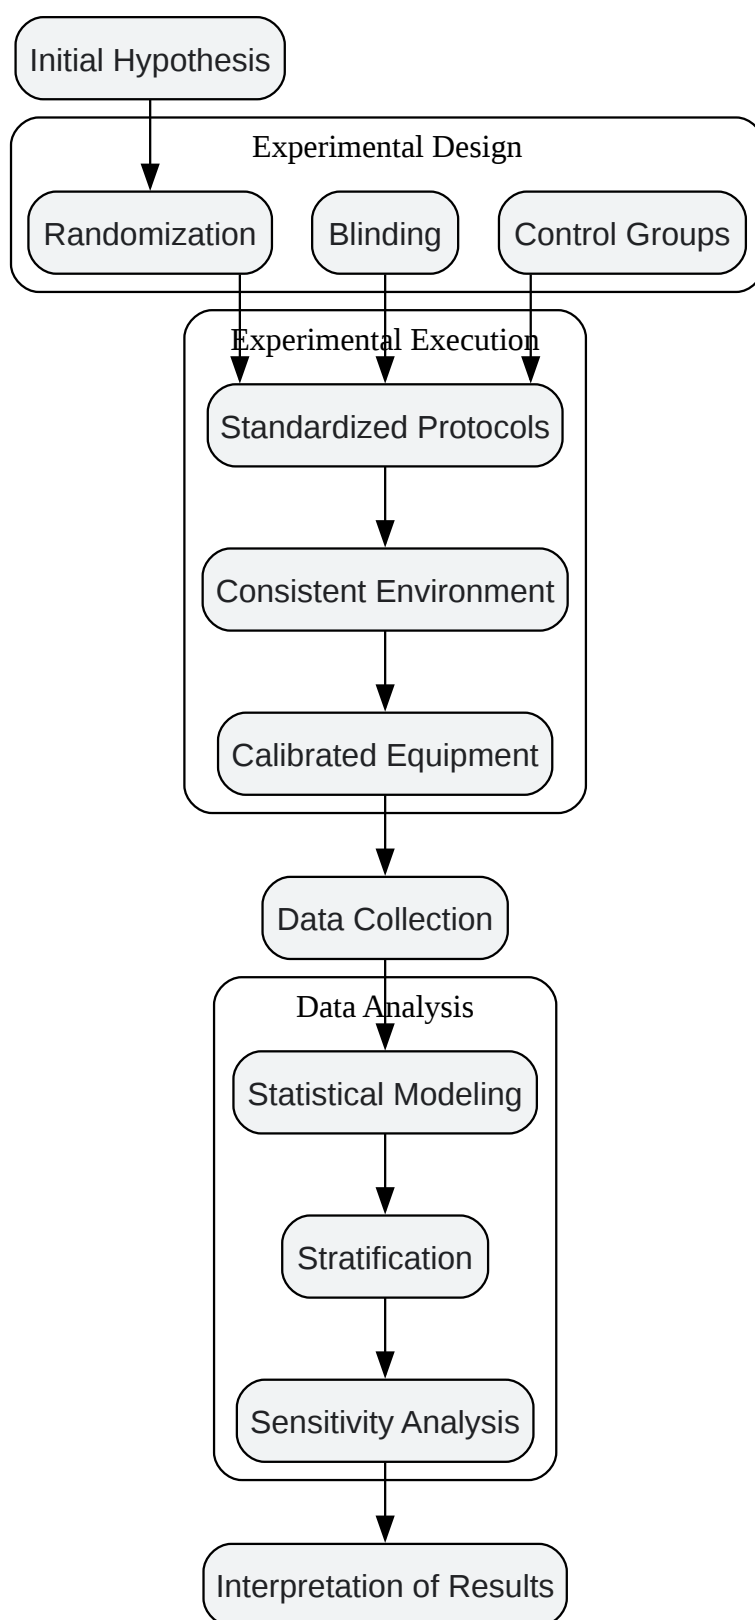 Initial Hypothesis
Experimental Design
Randomization
Blinding
Control Groups
Experimental Execution
Standardized Protocols
Consistent Environment
Calibrated Equipment
Data Collection
Data Analysis
Statistical Modeling
Stratification
Sensitivity Analysis
Interpretation of Results